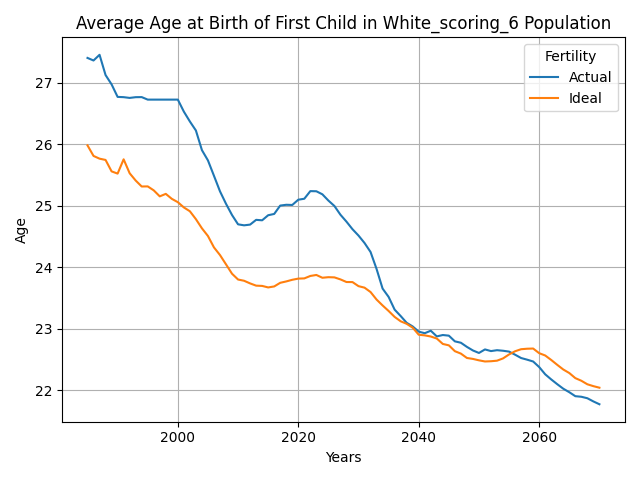 Average Age at Birth of First Child in White_scoring_6 Population
Fertility
Actual
Ideal
27
26
25
24
23
22
Age
2000
2020
2040
2060
Years